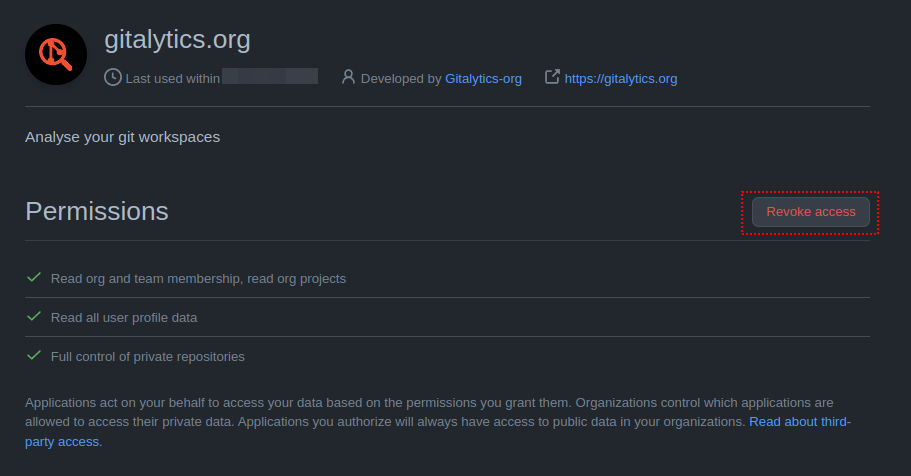 gitalytics.org
Last used within
Developed by Gitalytics-org
https://gitalytics.org
Analyse your git workspaces
Permissions
Revoke access
Read org and team membership, read org projects
Read all user profile data
Full control of private repositories
Applications act on your behalf to access your data based on the permissions you grant them. Organizations control which applications are
allowed to access their private data. Applications you authorize will always have access to public data in your organizations. Read about third-
party access.